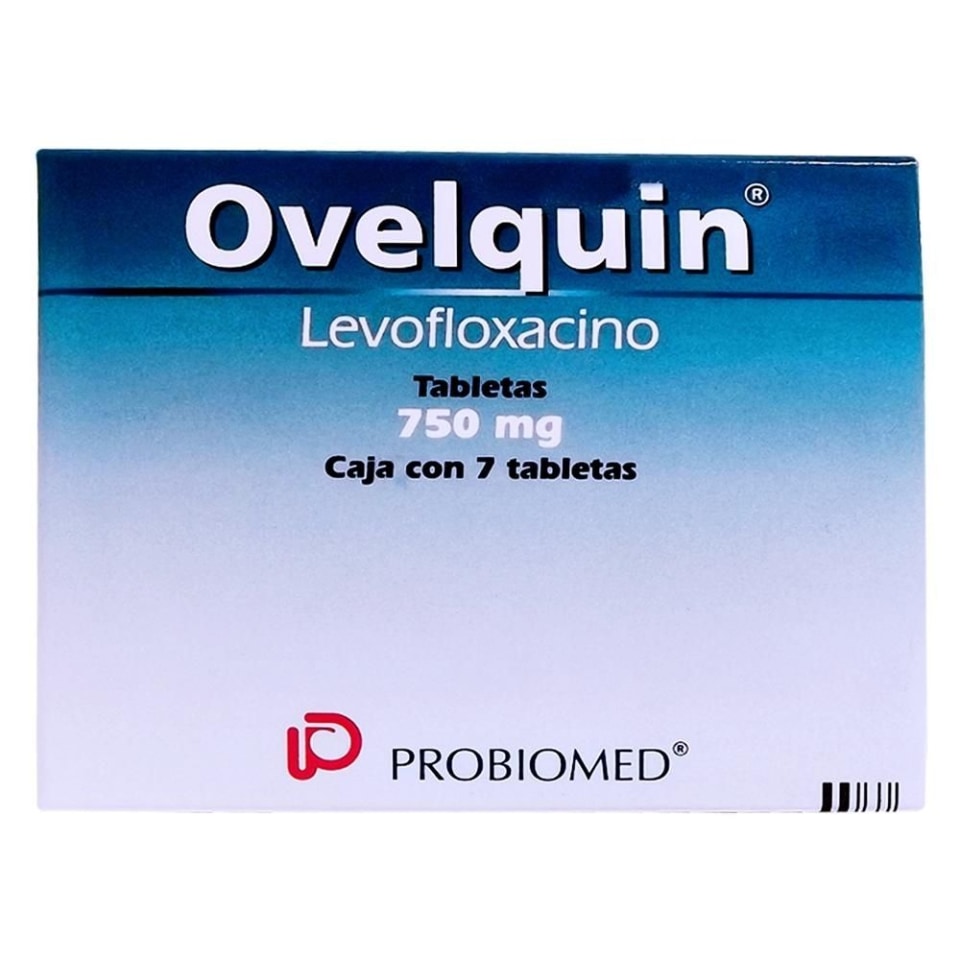 Ovelquin®
Levofloxacino
Tabletas
750 mg
Caja con 7 tabletas
PROBIOMED®